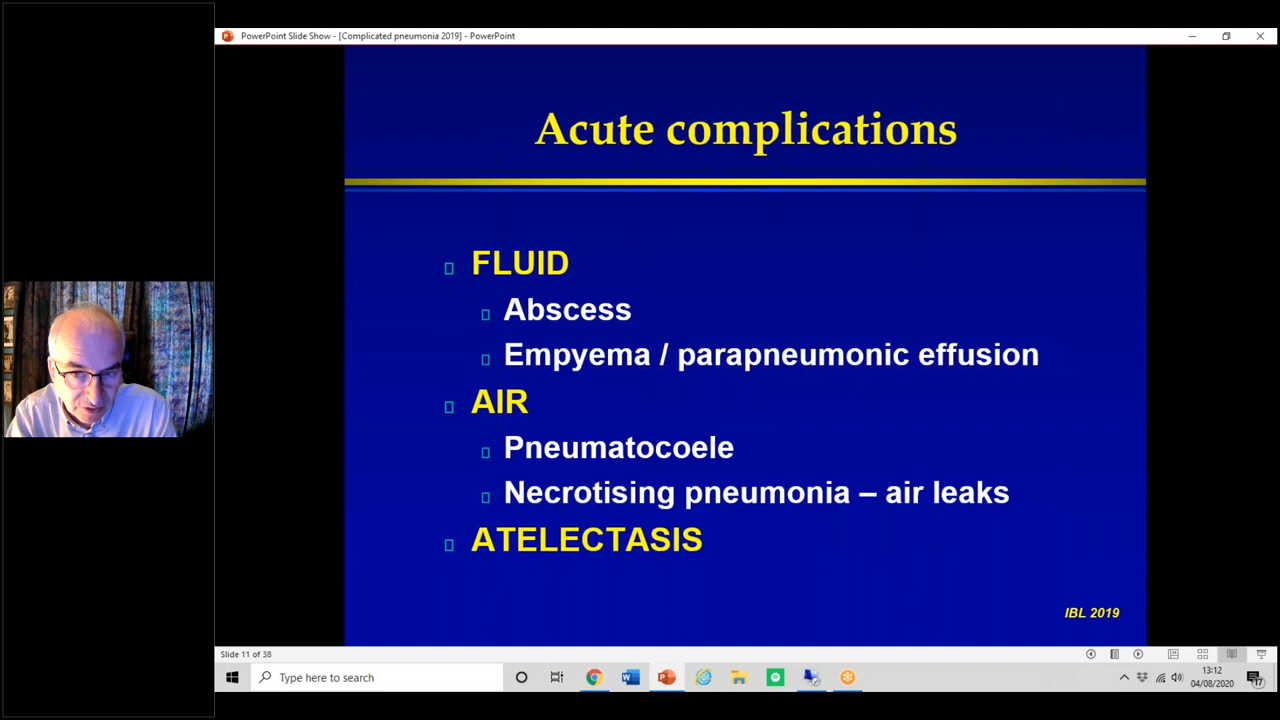 PowerPoint Slide Show - [Complicated pneumonia 2019] - PowerPoint
Acute complications
FLUID
Abscess
Empyema / parapneumonic effusion
AIR
Pneumatocoele
Necrotising pneumonia – air leaks
ATELECTASIS
IBL 2019
Slide 11 of 38
Type here to search
13:12
04/08/2020
17